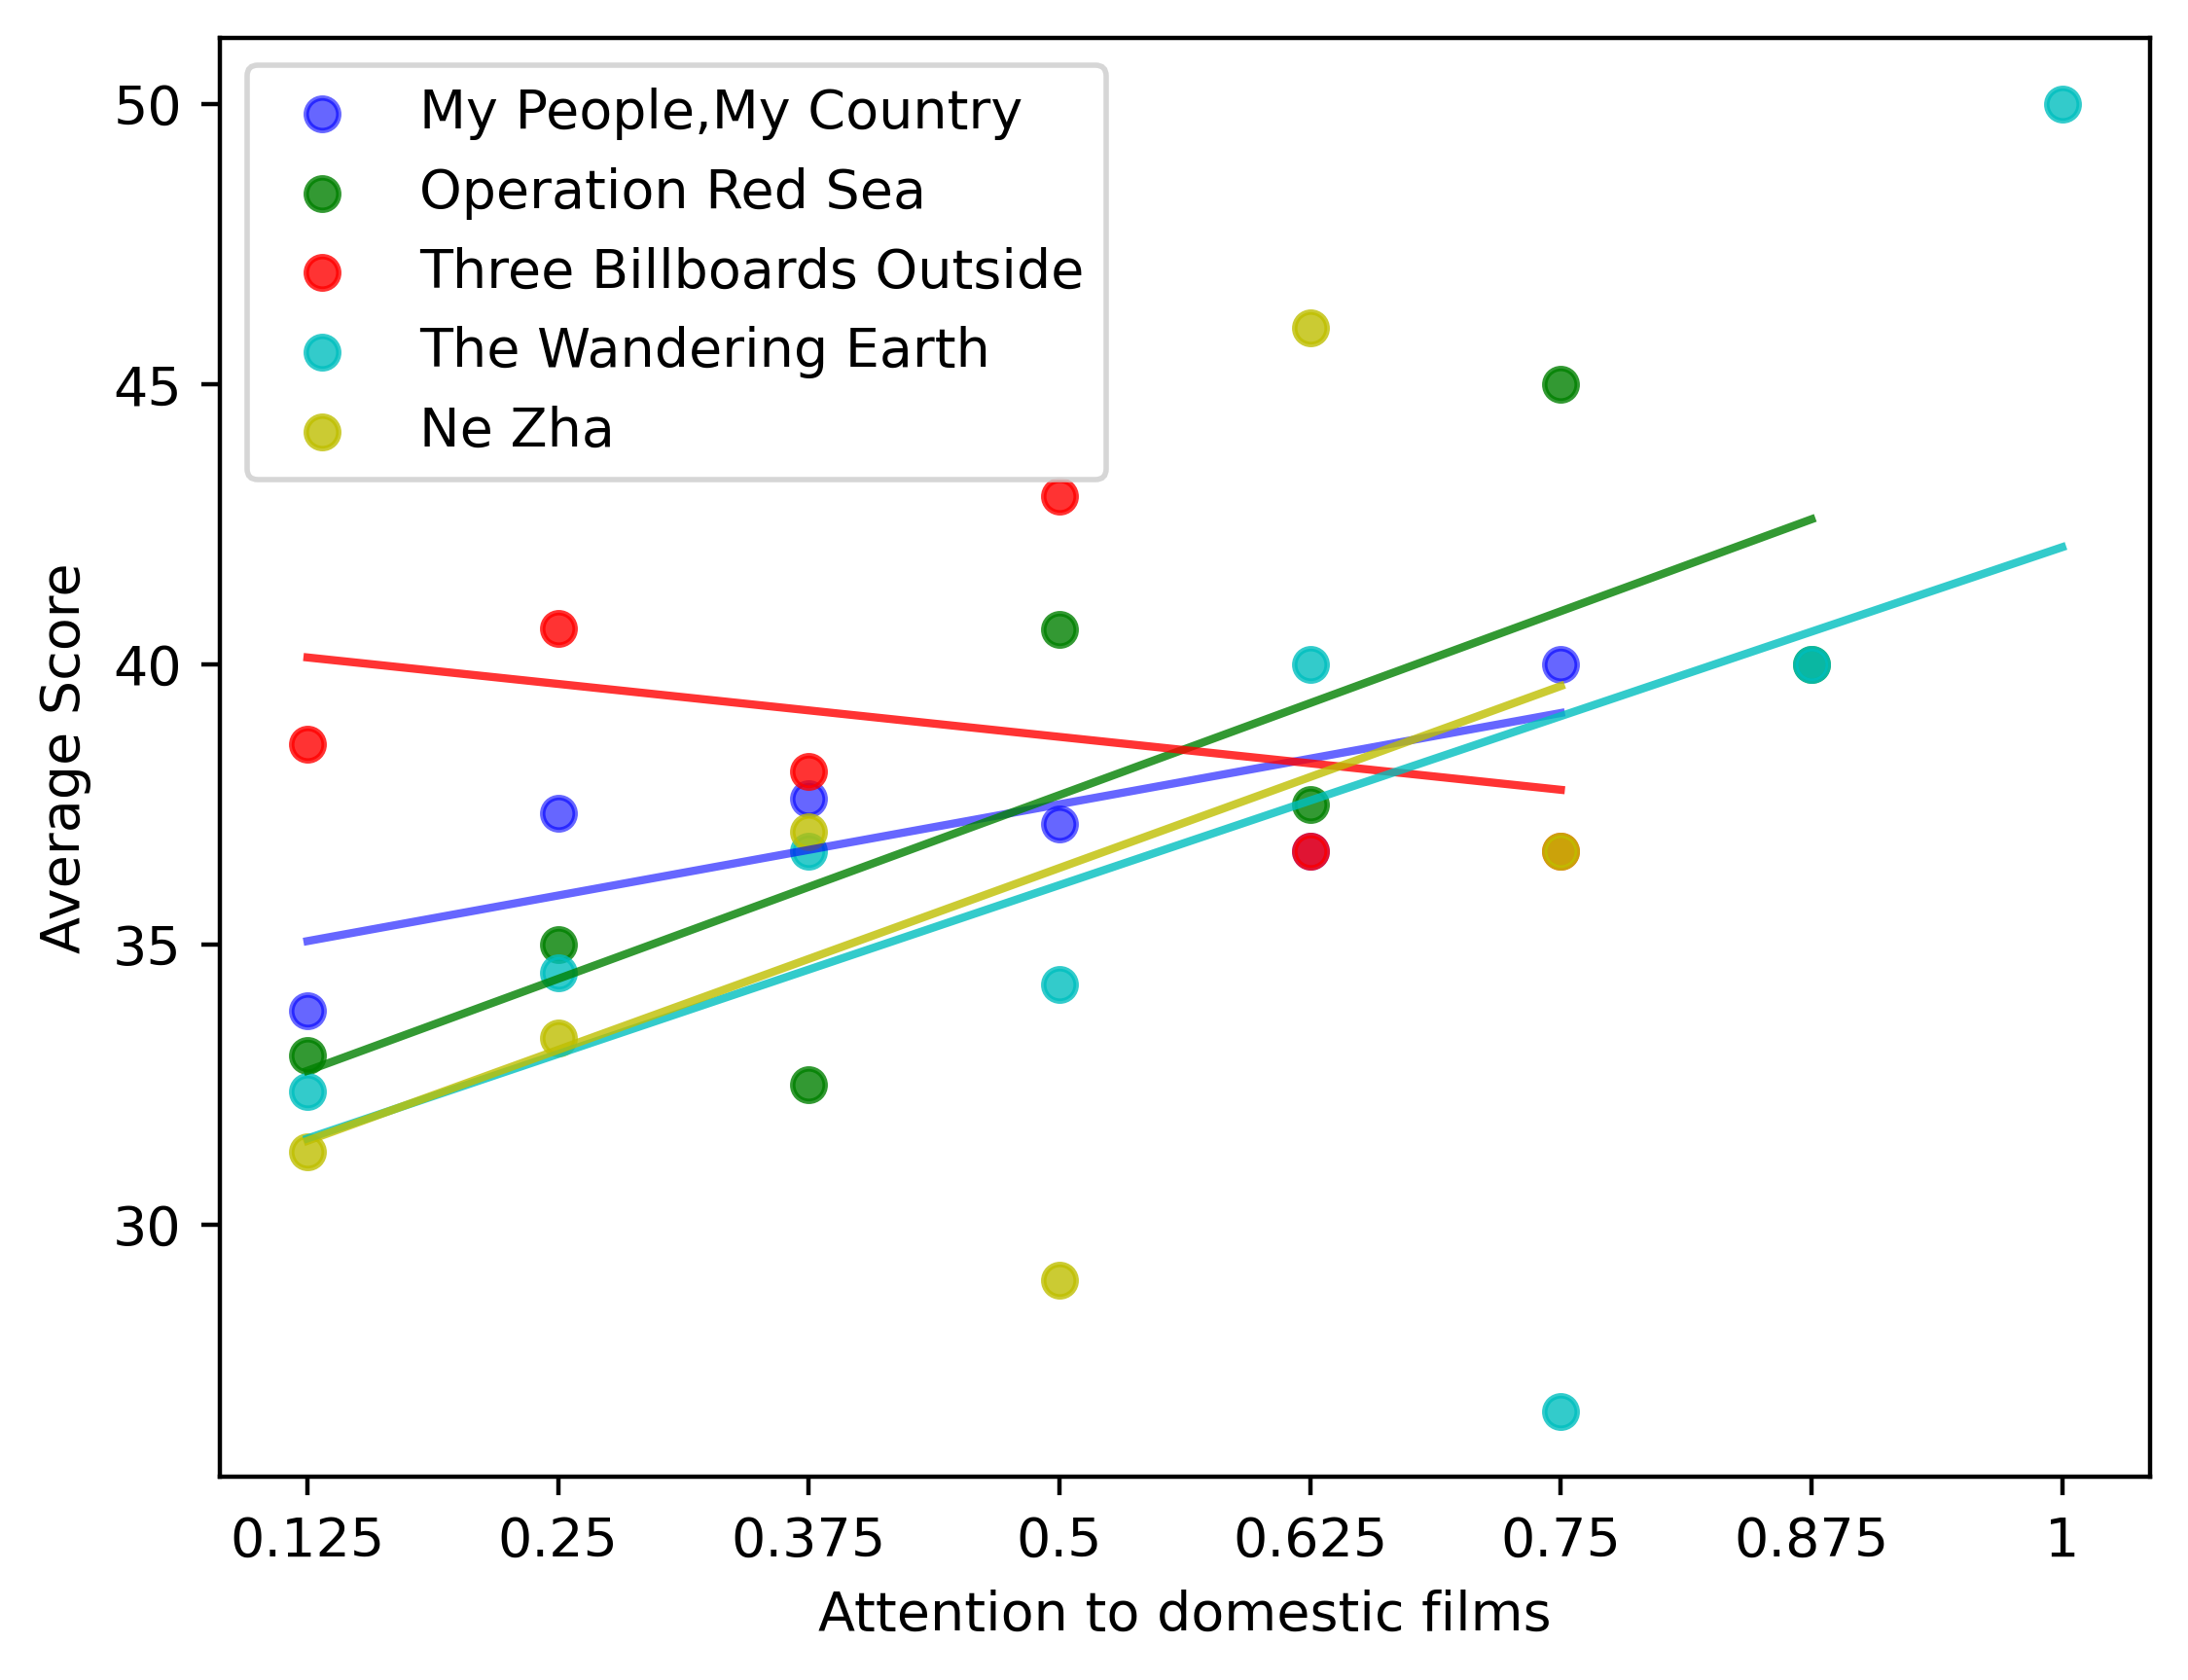 My People,My Country
Operation Red Sea
Three Billboards Outside
The Wandering Earth
Ne Zha
50
45
40
35
30
Average Score
0.125 0.25 0.375 0.5 0.625 0.75 0.875 1
Attention to domestic films